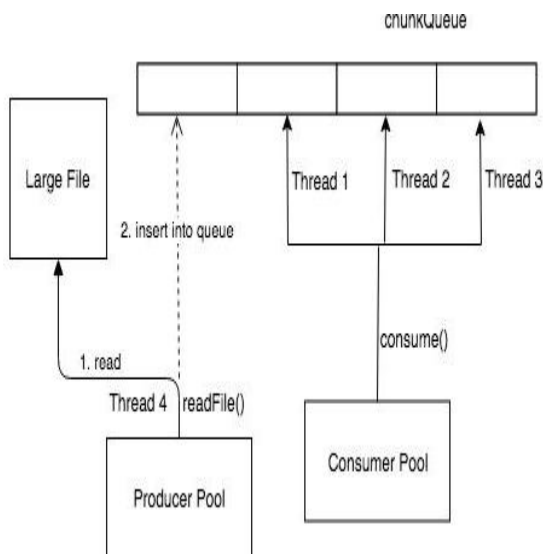 chunkQueue
Large File
Thread 1
Thread 2
Thread 3
2. insert into queue
1. read
consume()
Thread 4
readFile()
Consumer Pool
Producer Pool